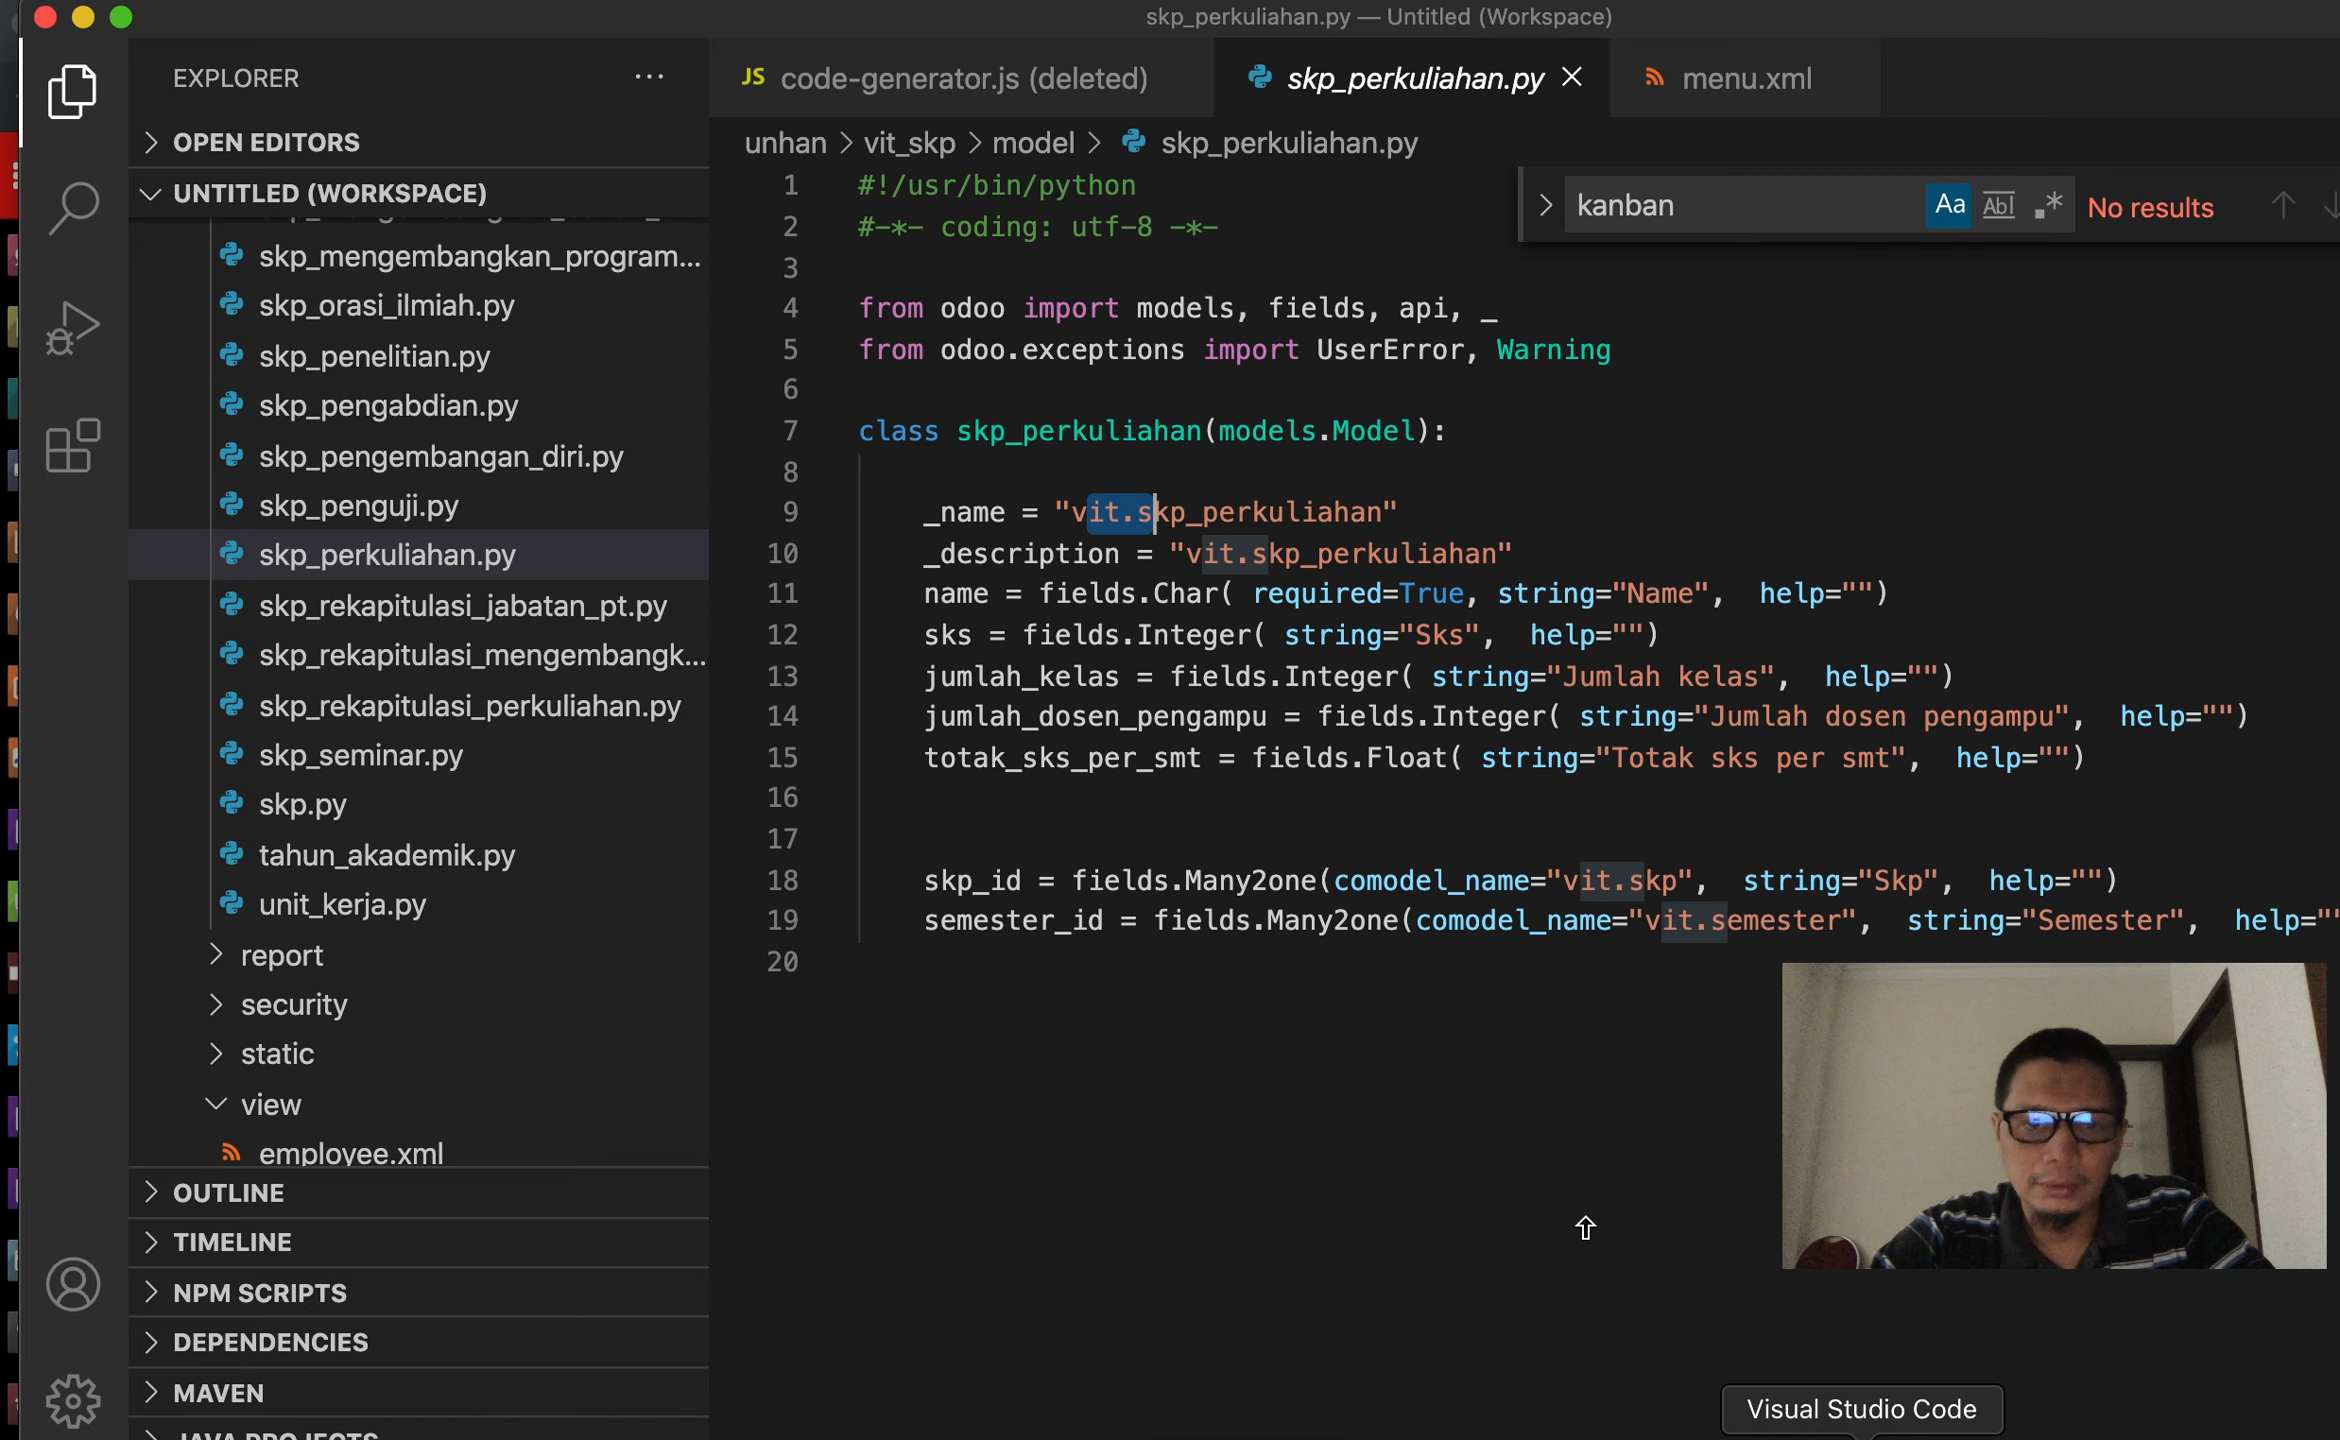 skp_perkuliahan.py — Untitled (Workspace)
EXPLORER
...
JS code-generator.js (deleted)
skp_perkuliahan.py
menu.xml
OPEN EDITORS
unhan > vit_skp > model > skp_perkuliahan.py
UNTITLED (WORKSPACE)
kanban
Aa Abl .*
No results
skp_mengembangkan_program...
skp_orasi_ilmiah.py
skp_penelitian.py
skp_pengabdian.py
skp_pengembangan_diri.py
skp_penguji.py
skp_perkuliahan.py
skp_rekapitulasi_jabatan_pt.py
skp_rekapitulasi_mengembangk...
skp_rekapitulasi_perkuliahan.py
skp_seminar.py
skp.py
tahun_akademik.py
unit_kerja.py
report
security
static
view
employee.xml
OUTLINE
TIMELINE
NPM SCRIPTS
DEPENDENCIES
MAVEN
JAVA PROJECTS
1 #!/usr/bin/python
2 #-*- coding: utf-8 -*-
3
4 from odoo import models, fields, api, _
5 from odoo.exceptions import UserError, Warning
6
7 class skp_perkuliahan(models.Model):
8
9 _name = "vit.skp_perkuliahan"
10 _description = "vit.skp_perkuliahan"
11 name = fields.Char( required=True, string="Name",  help="")
12 sks = fields.Integer( string="Sks",  help="")
13 jumlah_kelas = fields.Integer( string="Jumlah kelas",  help="")
14 jumlah_dosen_pengampu = fields.Integer( string="Jumlah dosen pengampu",  help="")
15 totak_sks_per_smt = fields.Float( string="Totak sks per smt",  help="")
16
17
18 skp_id = fields.Many2one(comodel_name="vit.skp",  string="Skp",  help="")
19 semester_id = fields.Many2one(comodel_name="vit.semester",  string="Semester",  help=""
20
Visual Studio Code